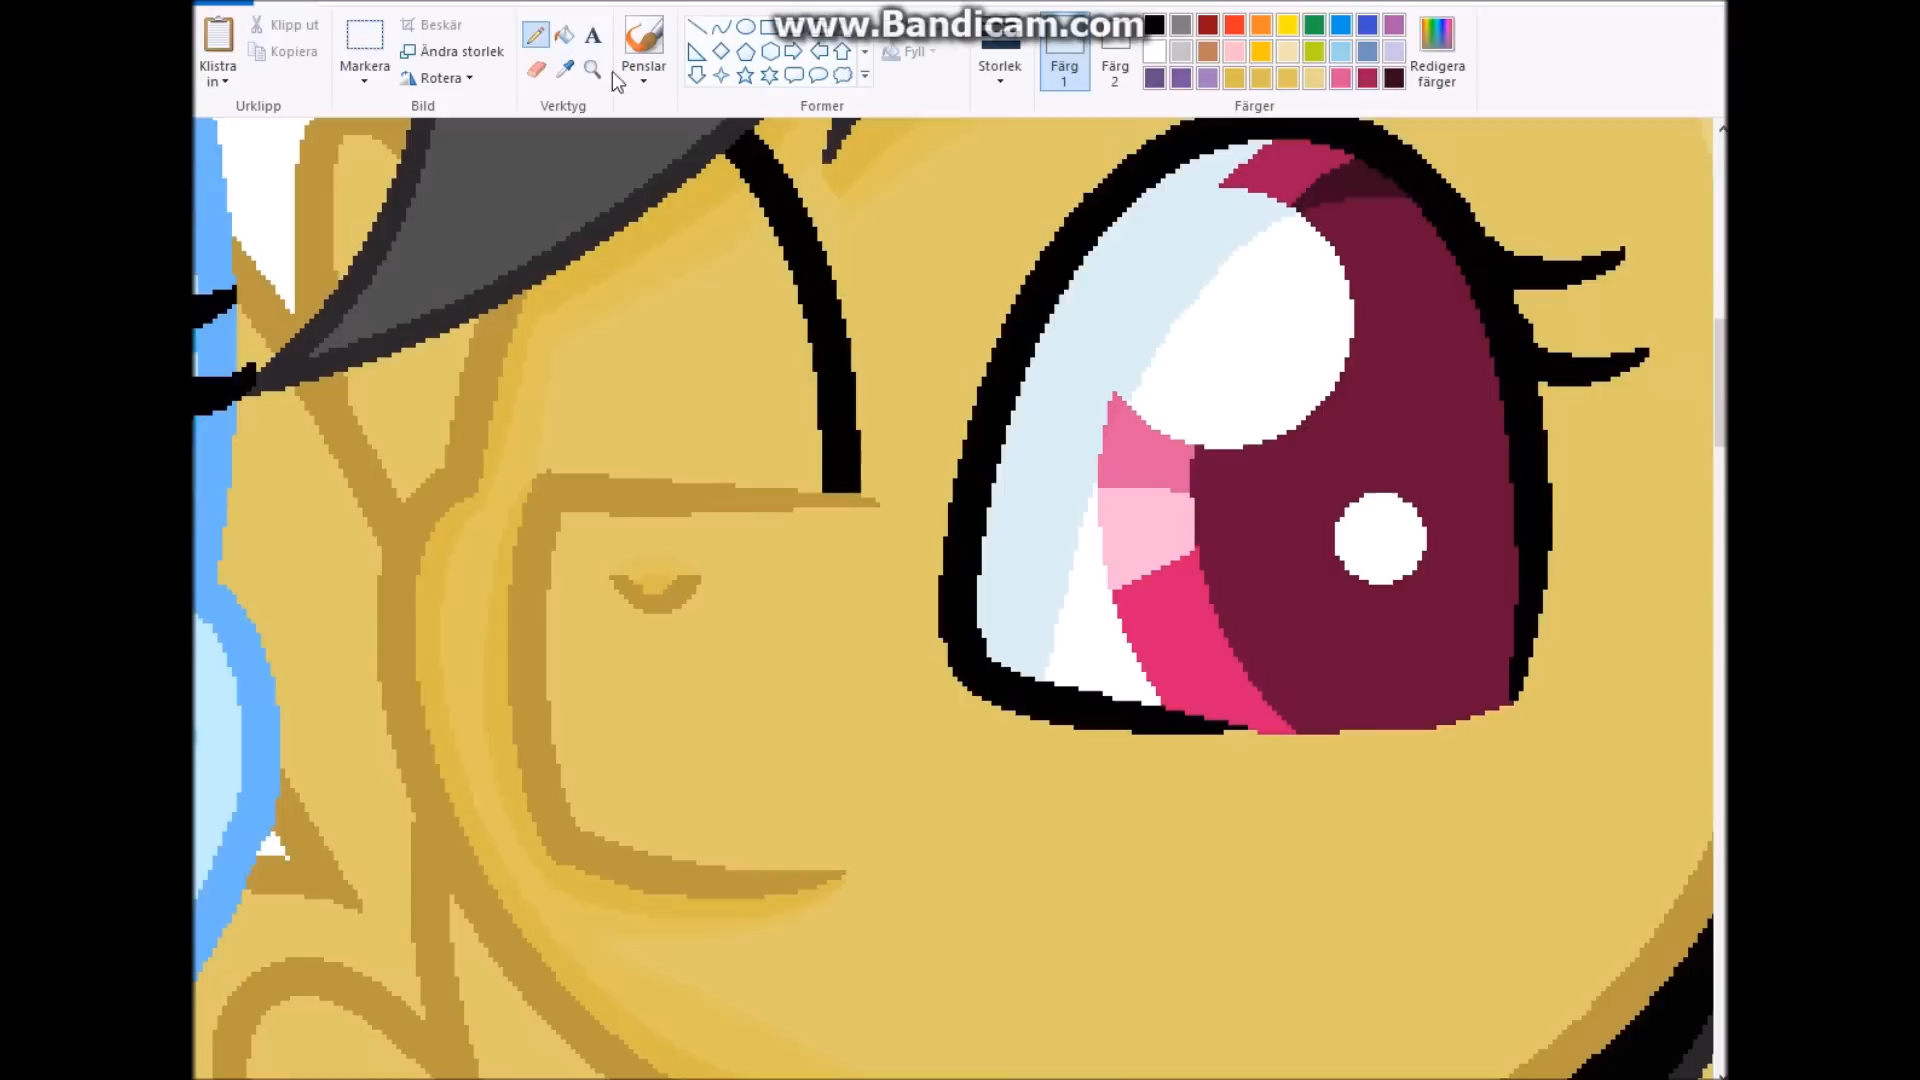 www.Bandicam.com
Klipp ut
Kopiera
Klistra in
Urklipp
Markera
Beskär
Ändra storlek
Rotera
Bild
A
Verktyg
Penslar
Former
Fyll
Storlek
Färg 1
Färg 2
Färger
Redigera färger